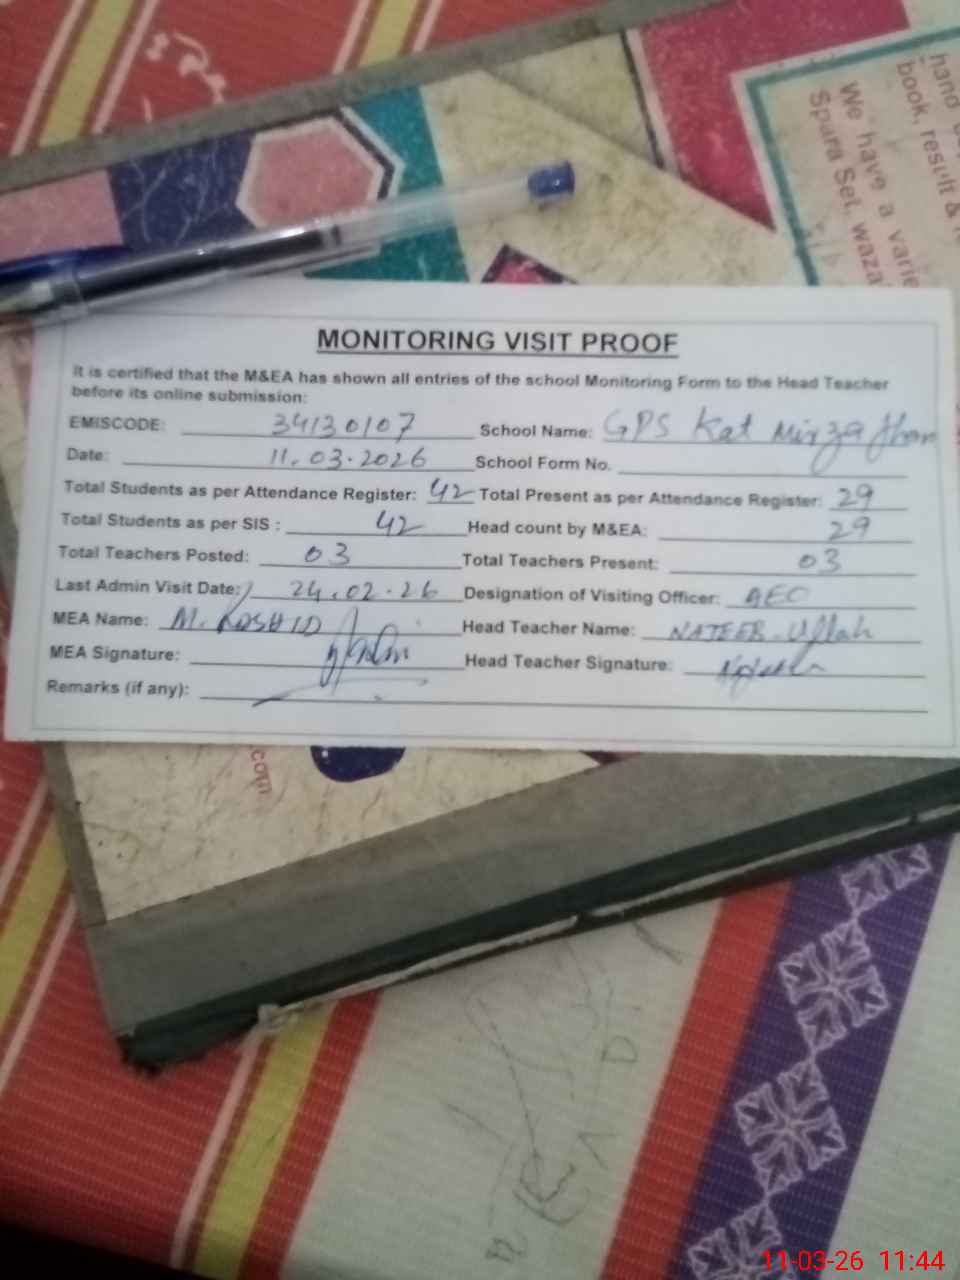 hand
book, result &
We have a varie
Spara Set, waza
MONITORING VISIT PROOF
It is certified that the M&EA has shown all entries of the school Monitoring Form to the Head Teacher
before its online submission:
EMISCODE: 34130107 School Name: GPS Kat Mirza Jhan
Date: 11.03.2026 School Form No.
Total Students as per Attendance Register: 42 Total Present as per Attendance Register: 29
Total Students as per SIS : 42 Head count by M&EA: 29
Total Teachers Posted: 03 Total Teachers Present: 03
Last Admin Visit Date: 24.02.26 Designation of Visiting Officer: AEO
MEA Name: M. RASHID Head Teacher Name: Ullah
MEA Signature: Head Teacher Signature:
Remarks (if any):
.com
11-03-26 11:44